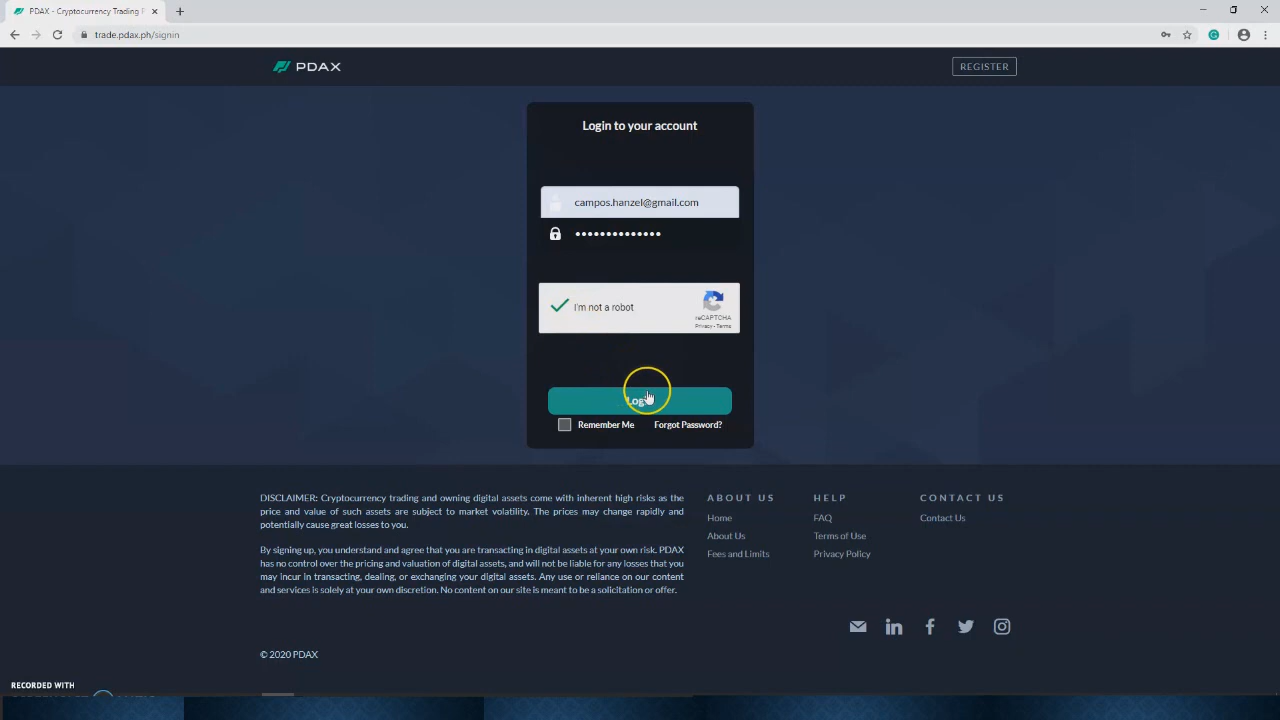 PDAX - Cryptocurrency Trading P
trade.pdax.ph/signin
PDAX
REGISTER
Login to your account
campos.hanzel@gmail.com
••••••••••••••
I'm not a robot
reCAPTCHA
Privacy - Terms
Remember Me
Forgot Password?
DISCLAIMER: Cryptocurrency trading and owning digital assets come with inherent high risks as the
price and value of such assets are subject to market volatility. The prices may change rapidly and
potentially cause great losses to you.
By signing up, you understand and agree that you are transacting in digital assets at your own risk. PDAX
has no control over the pricing and valuation of digital assets, and will not be liable for any losses that you
may incur in transacting, dealing, or exchanging your digital assets. Any use or reliance on our content
and services is solely at your own discretion. No content on our site is meant to be a solicitation or offer.
© 2020 PDAX
ABOUT US
Home
About Us
Fees and Limits
HELP
FAQ
Terms of Use
Privacy Policy
CONTACT US
Contact Us
RECORDED WITH